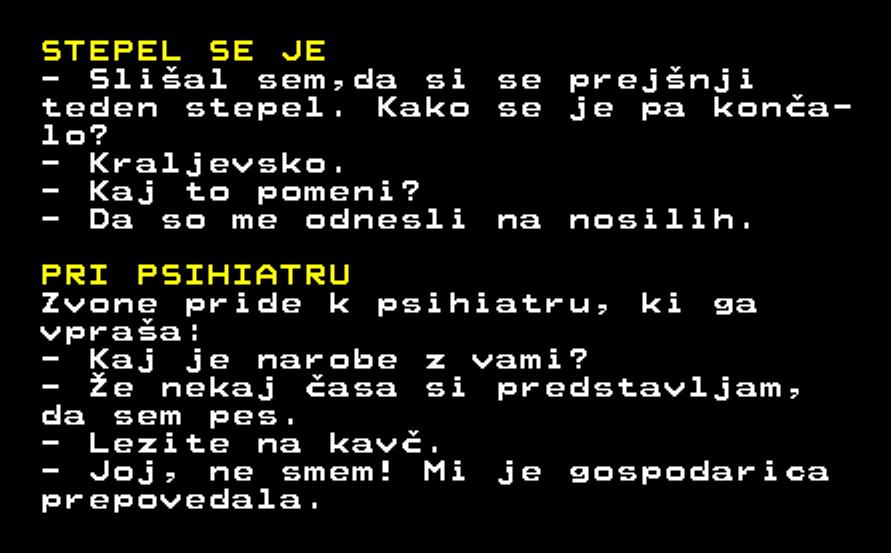 STEPEL SE JE
- Slišal sem,da si se prejšnji
teden stepel. Kako se je pa konča-
lo?
- Kraljevsko.
- Kaj to pomeni?
- Da so me odnesli na nosilih.
PRI PSIHIATRU
Zvone pride k psihiatru, ki ga
vpraša:
- Kaj je narobe z vami?
- Že nekaj časa si predstavljam,
da sem pes.
- Lezite na kavč.
- Joj, ne smem! Mi je gospodarica
prepovedala.